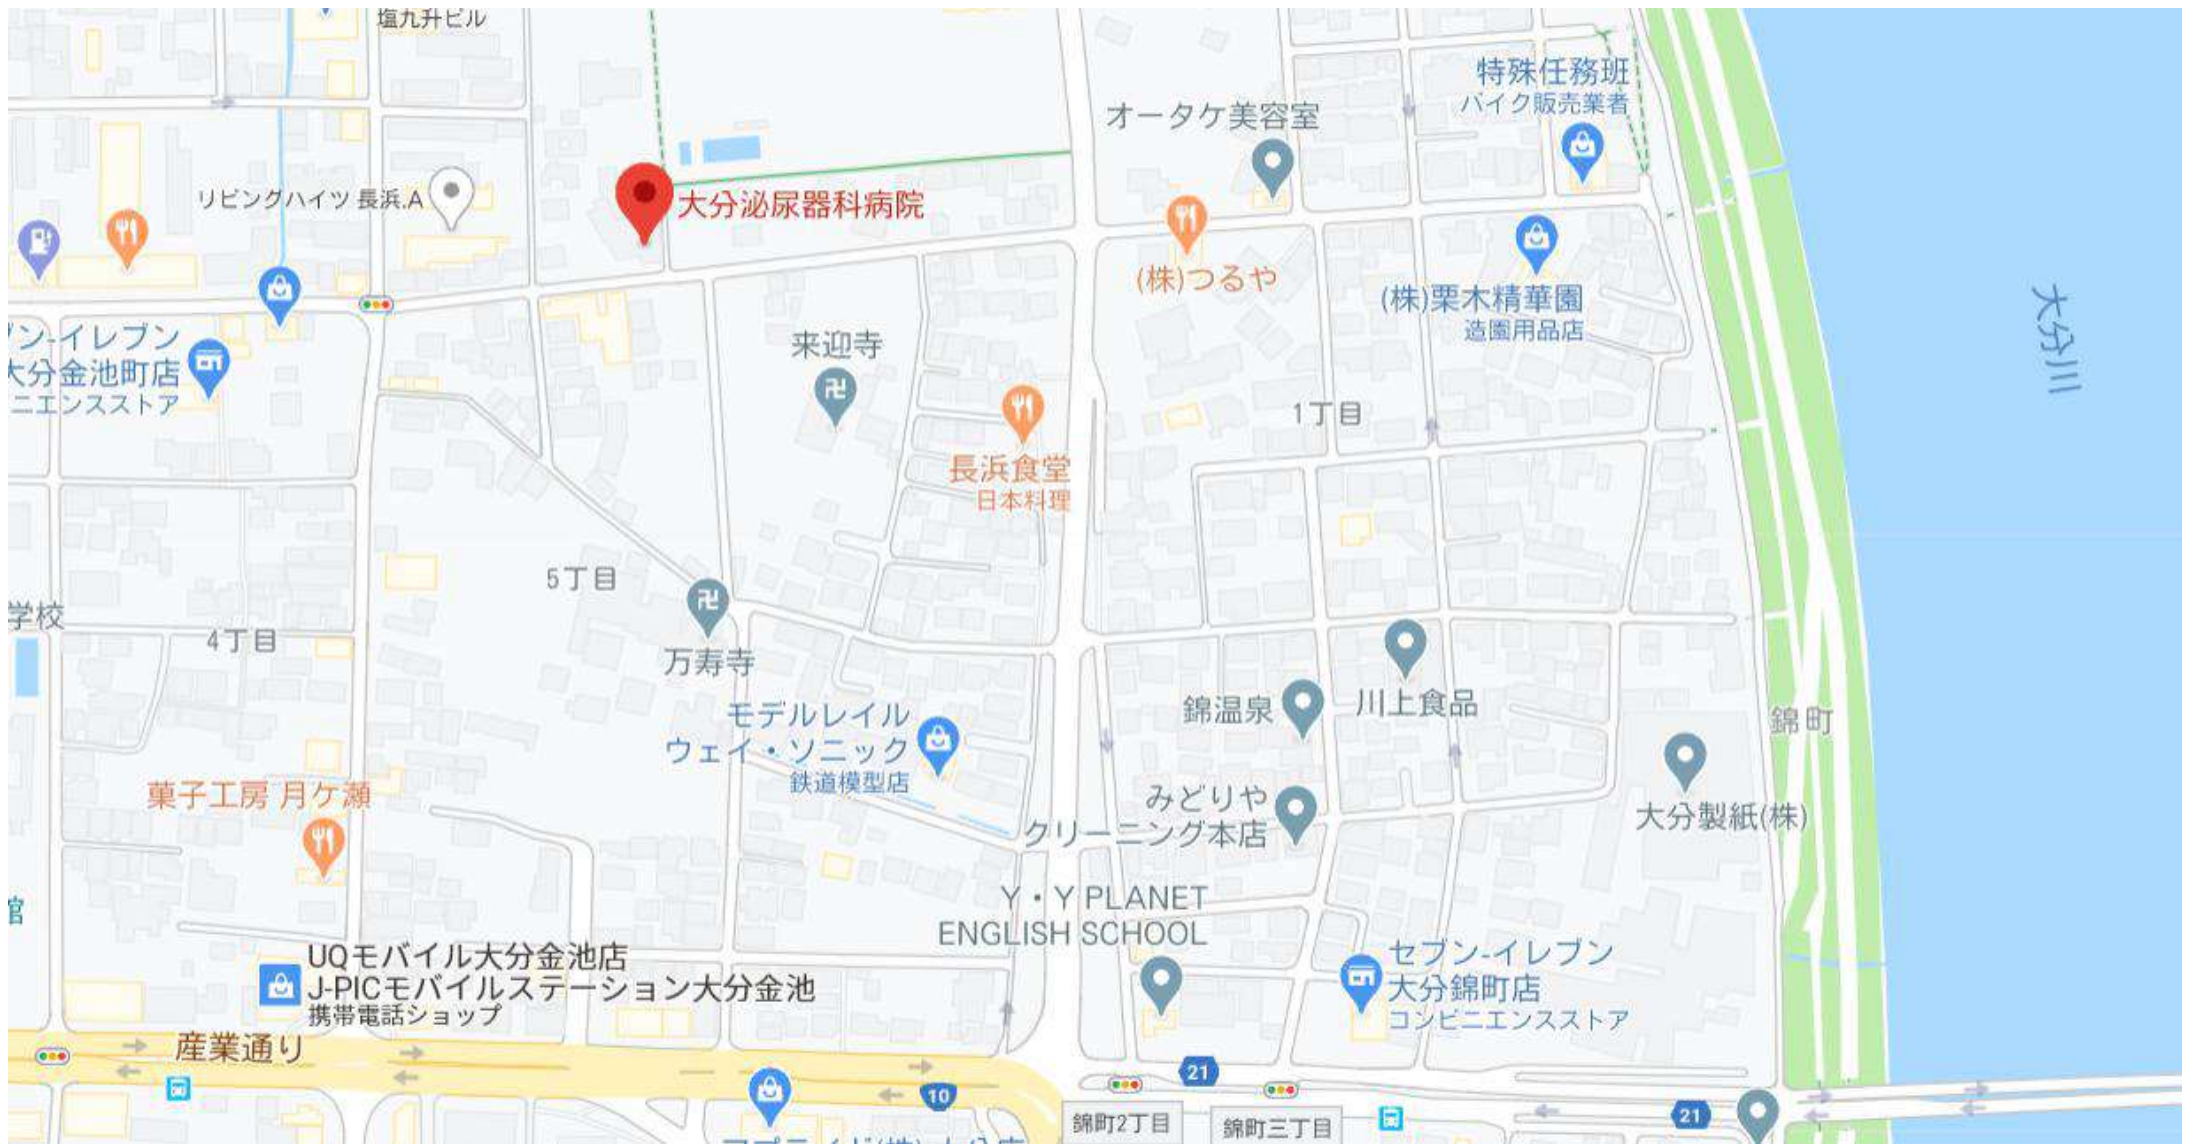 塩九升ビル
特殊任務班
バイク販売業者
オータケ美容室
リビングハイツ 長浜.A
大分泌尿器科病院
(株)つるや
(株)栗木精華園
造園用品店
大分川
ン-イレブン
大分金池町店
ニエンスストア
来迎寺
1丁目
長浜食堂
日本料理
5丁目
学校
4丁目
万寿寺
モデルレイル
ウェイ・ソニック
鉄道模型店
錦温泉
川上食品
錦町
菓子工房 月ケ瀬
みどりや
クリーニング本店
大分製紙(株)
Y・Y PLANET
ENGLISH SCHOOL
館
UQモバイル大分金池店
J-PICモバイルステーション大分金池
携帯電話ショップ
セブン-イレブン
大分錦町店
コンビニエンスストア
産業通り
21
10
21
錦町2丁目
錦町三丁目